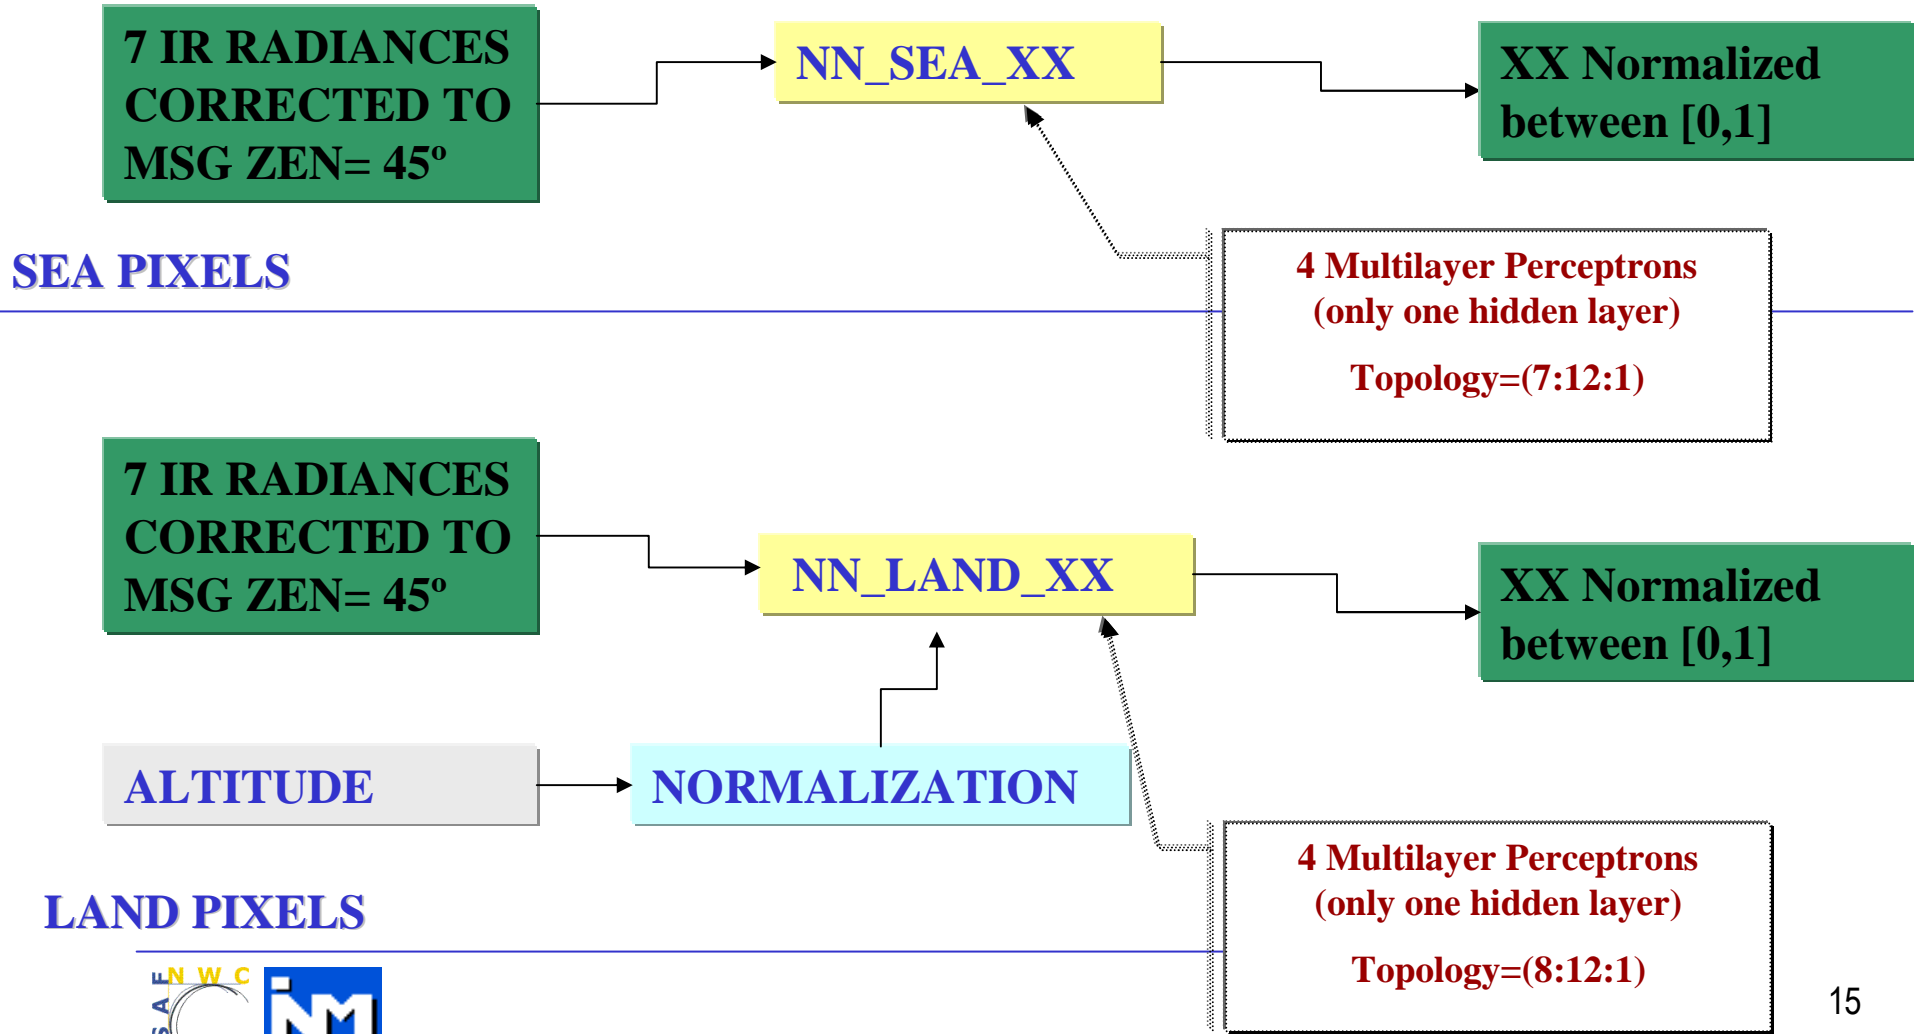 7 IR RADIANCES
CORRECTED TO
MSG ZEN= 45º
NN_SEA_XX
XX Normalized
between [0,1]
SEA PIXELS
4 Multilayer Perceptrons
(only one hidden layer)
Topology=(7:12:1)
7 IR RADIANCES
CORRECTED TO
MSG ZEN= 45º
NN_LAND_XX
XX Normalized
between [0,1]
ALTITUDE
NORMALIZATION
4 Multilayer Perceptrons
(only one hidden layer)
Topology=(8:12:1)
LAND PIXELS
SAF
NWC
INM
15